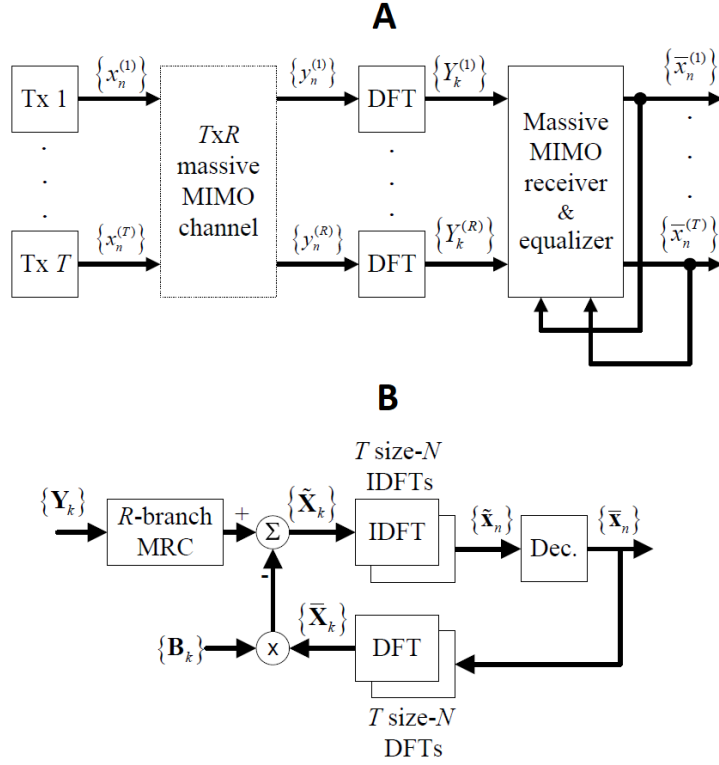 A
{x_n^(1)}
{y_n^(1)}
{Y_k^(1)}
{x̄_n^(1)}
Tx 1
TxR
massive
MIMO
channel
DFT
Massive
MIMO
receiver
&
equalizer
{x_n^(T)}
{y_n^(R)}
{Y_k^(R)}
{x̄_n^(T)}
Tx T
DFT
B
T size-N
IDFTs
{Y_k}
R-branch
MRC
+
Σ
{X̃_k}
IDFT
{x̃_n}
Dec.
{x̄_n}
-
{B_k}
x
{X̄_k}
DFT
T size-N
DFTs